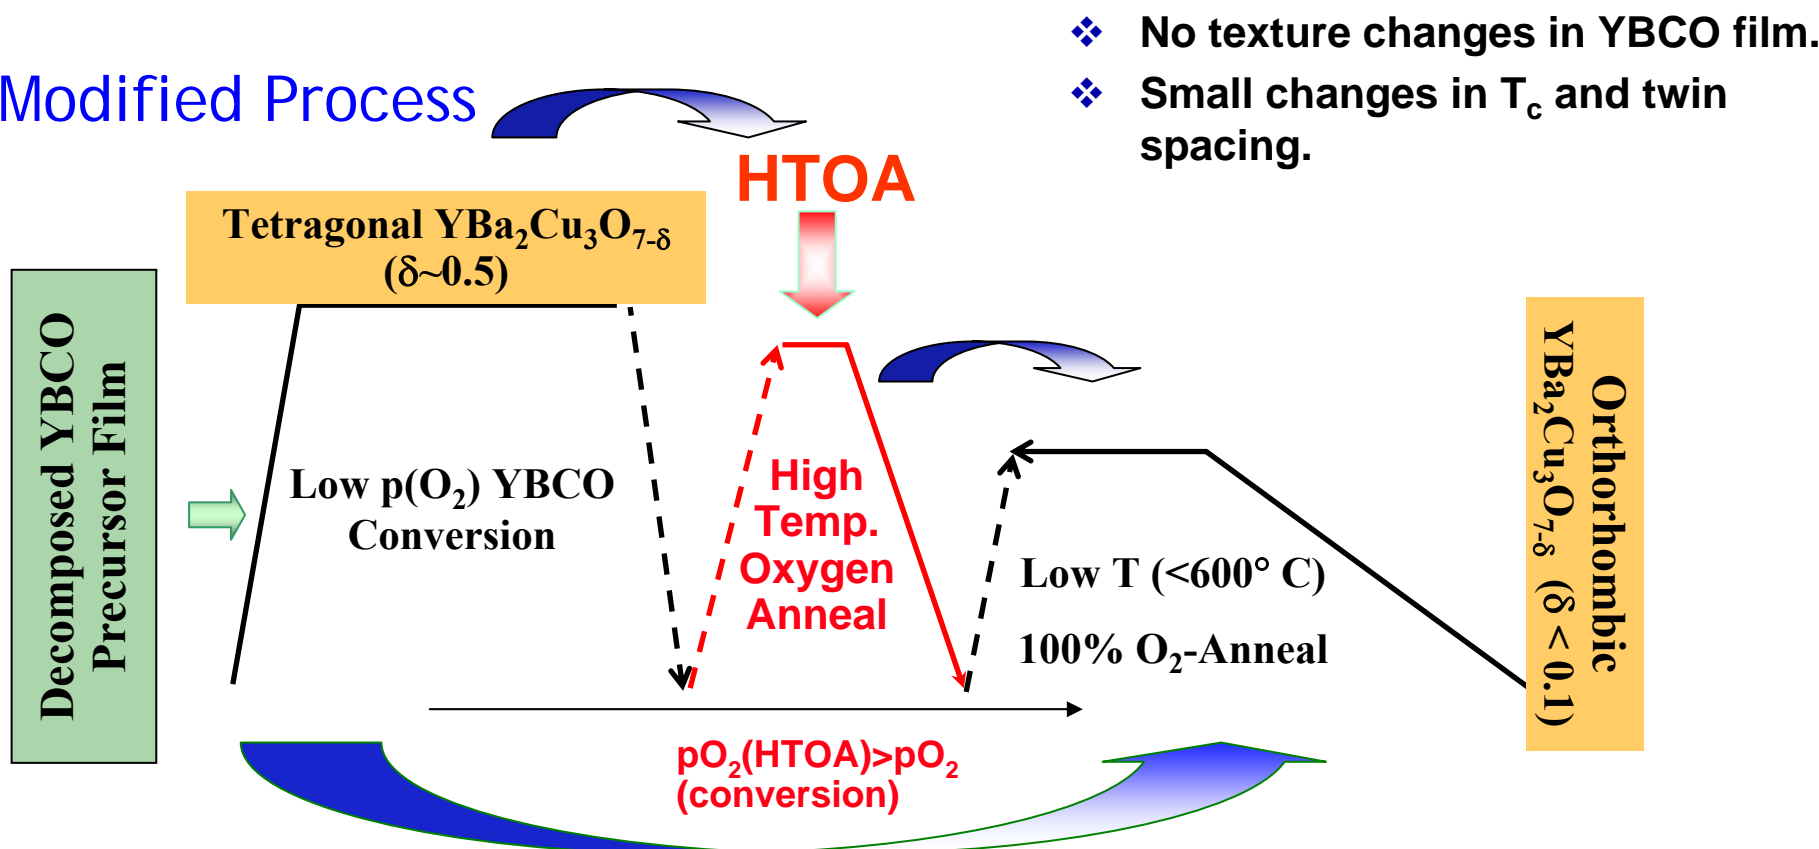 No texture changes in YBCO film.
Small changes in Tc and twin
spacing.
Modified Process
HTOA
Tetragonal YBa2Cu3O7-δ
(δ~0.5)
Decomposed YBCO
Precursor Film
Low p(O2) YBCO
Conversion
High
Temp.
Oxygen
Anneal
Low T (<600° C)
100% O2-Anneal
Orthorhombic
YBa2Cu3O7-δ (δ < 0.1)
pO2(HTOA)>pO2
(conversion)